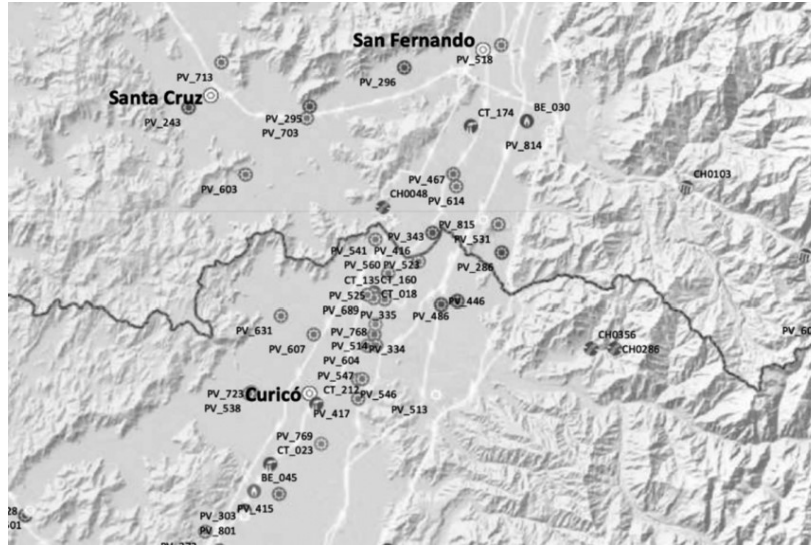 San Fernando
PV_518
PV_713
PV_296
Santa Cruz
PV_243
PV_295
CT_174
BE_030
PV_703
PV_814
PV_467
CH0103
PV_603
CH0048
PV_614
PV_343
PV_815
PV_541
PV_416
PV_531
PV_560
PV_523
PV_286
CT_135
CT_160
PV_525
CT_018
PV_446
PV_689
PV_335
PV_486
PV_631
PV_607
PV_768
PV_514
PV_334
CH0356
PV_604
CH0286
PV_547
PV_723
Curicó
CT_212
PV_546
PV_538
PV_417
PV_513
PV_769
CT_023
BE_045
PV_415
PV_303
PV_801